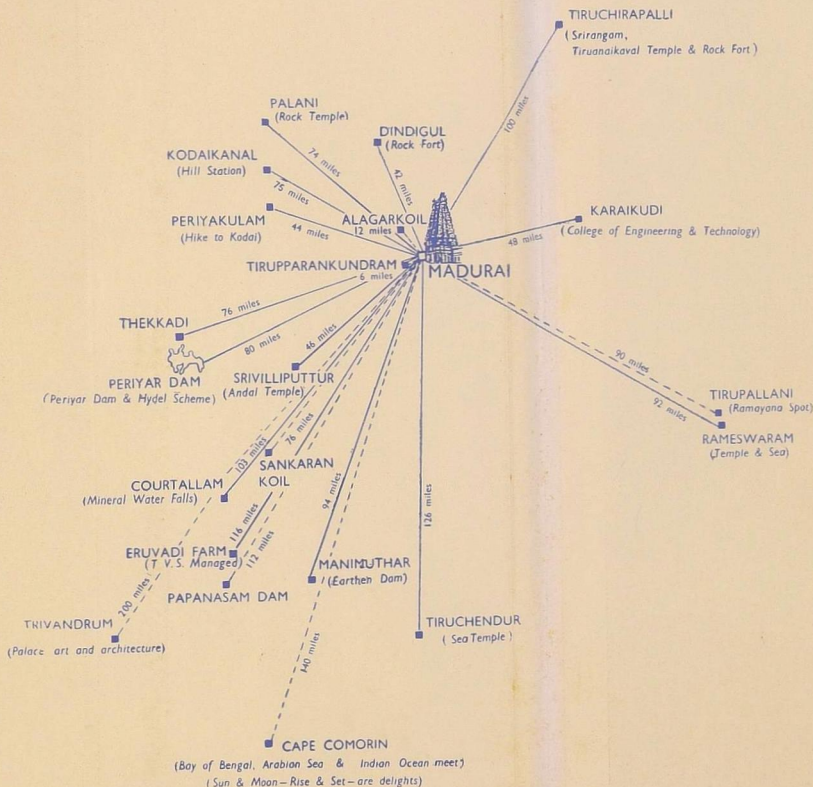 TIRUCHIRAPALLI
(Srirangam,
Tiruanaikaval Temple & Rock Fort)
100 miles
PALANI
(Rock Temple)
74 miles
DINDIGUL
(Rock Fort)
42 miles
KODAIKANAL
(Hill Station)
75 miles
PERIYAKULAM
(Hike to Kodai)
44 miles
ALAGARKOIL
12 miles
KARAIKUDI
(College of Engineering & Technology)
48 miles
TIRUPPARANKUNDRAM
6 miles
MADURAI
THEKKADI
76 miles
80 miles
PERIYAR DAM
(Periyar Dam & Hydel Scheme)
46 miles
SRIVILLIPUTTUR
(Andal Temple)
90 miles
TIRUPALLANI
(Ramayana Spot)
92 miles
RAMESWARAM
(Temple & Sea)
103 miles
76 miles
SANKARAN
KOIL
COURTALLAM
(Mineral Water Falls)
94 miles
126 miles
116 miles
112 miles
ERUVADI FARM
(T V.S. Managed)
PAPANASAM DAM
MANIMUTHAR
(Earthen Dam)
200 miles
TRIVANDRUM
(Palace art and architecture)
TIRUCHENDUR
(Sea Temple)
140 miles
CAPE COMORIN
(Bay of Bengal, Arabian Sea & Indian Ocean meet)
(Sun & Moon—Rise & Set—are delights)